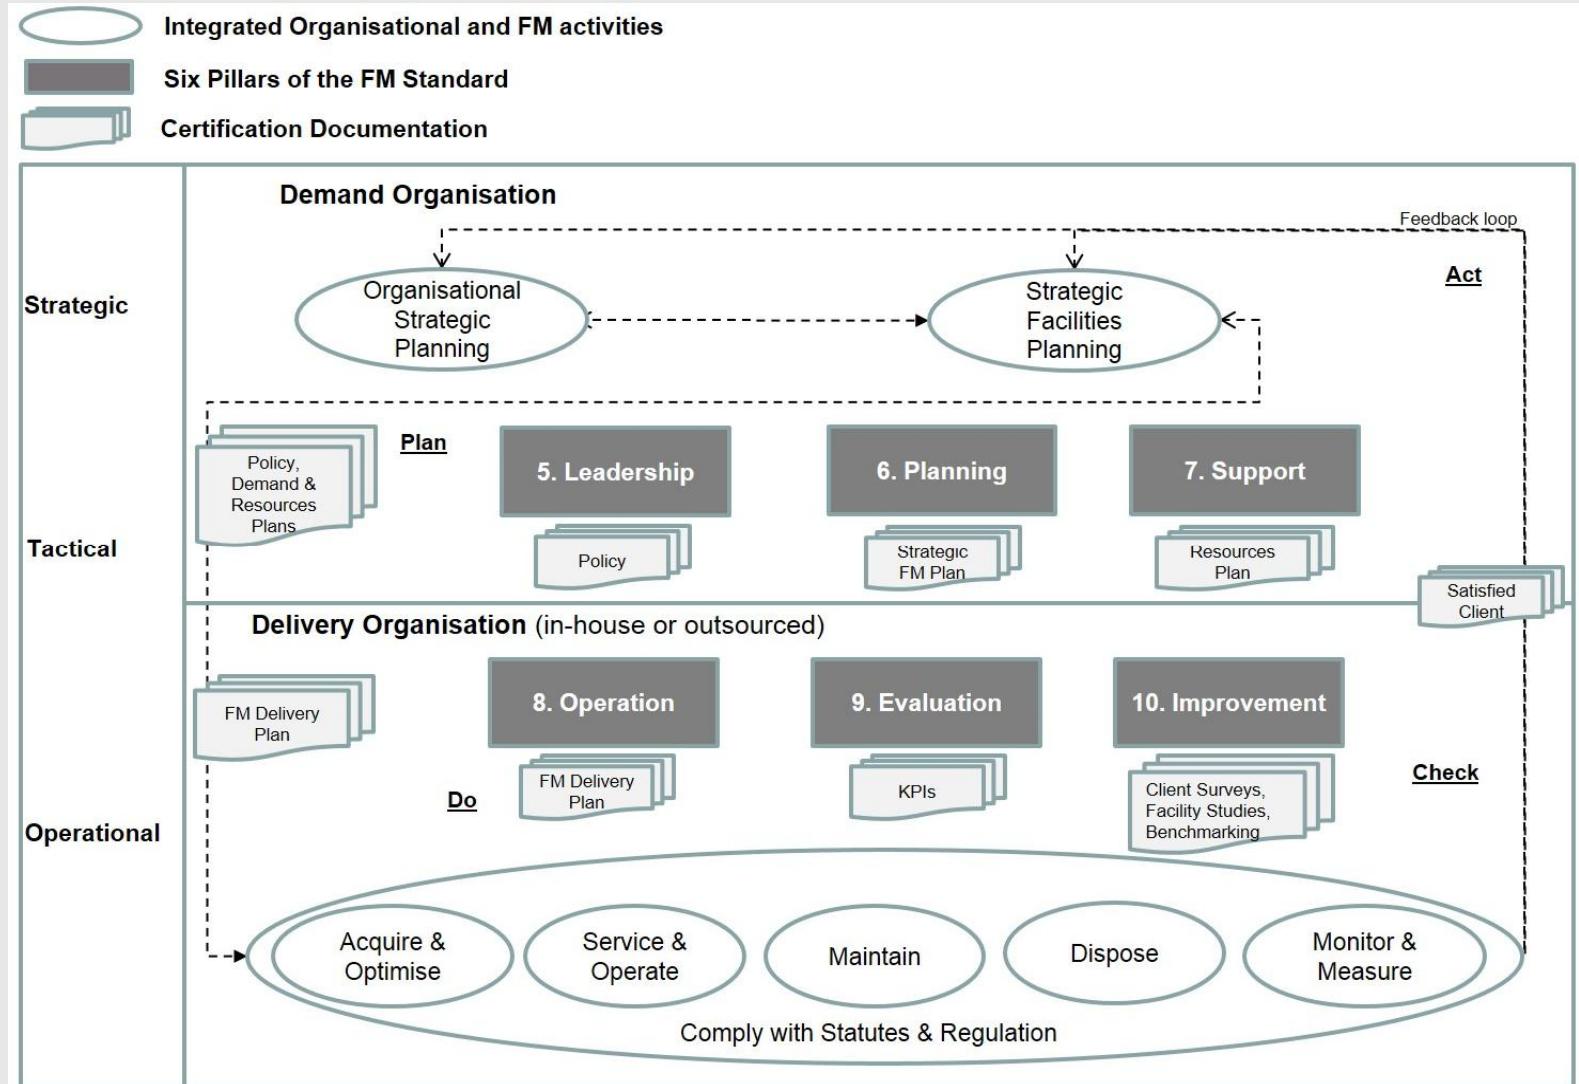 Integrated Organisational and FM activities
Six Pillars of the FM Standard
Certification Documentation
Demand Organisation
Feedback loop
Act
Strategic
Organisational
Strategic
Planning
Strategic
Facilities
Planning
Plan
Policy,
Demand &
Resources
Plans
5. Leadership
6. Planning
7. Support
Tactical
Policy
Strategic
FM Plan
Resources
Plan
Satisfied
Client
Delivery Organisation (in-house or outsourced)
FM Delivery
Plan
8. Operation
9. Evaluation
10. Improvement
Do
FM Delivery
Plan
KPIs
Client Surveys,
Facility Studies,
Benchmarking
Check
Operational
Acquire &
Optimise
Service &
Operate
Maintain
Dispose
Monitor &
Measure
Comply with Statutes & Regulation